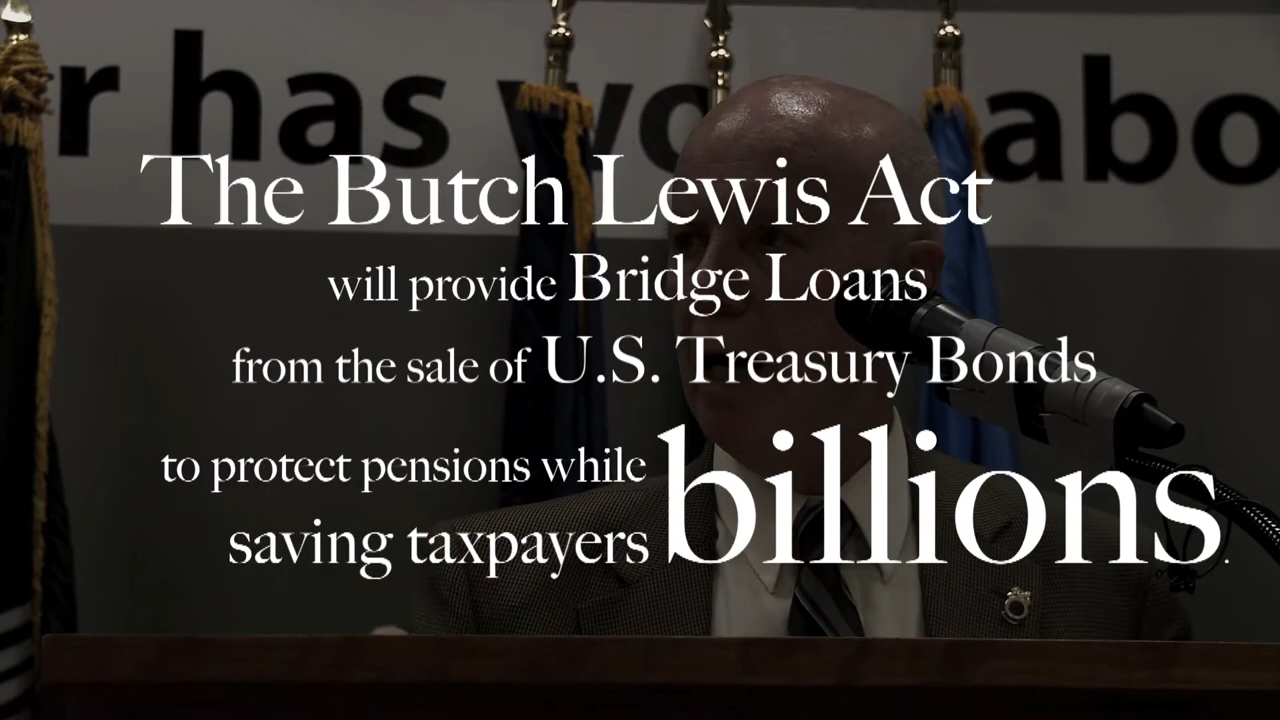 r has wo abo
The Butch Lewis Act
will provide Bridge Loans
from the sale of U.S. Treasury Bonds
to protect pensions while
saving taxpayers billions.